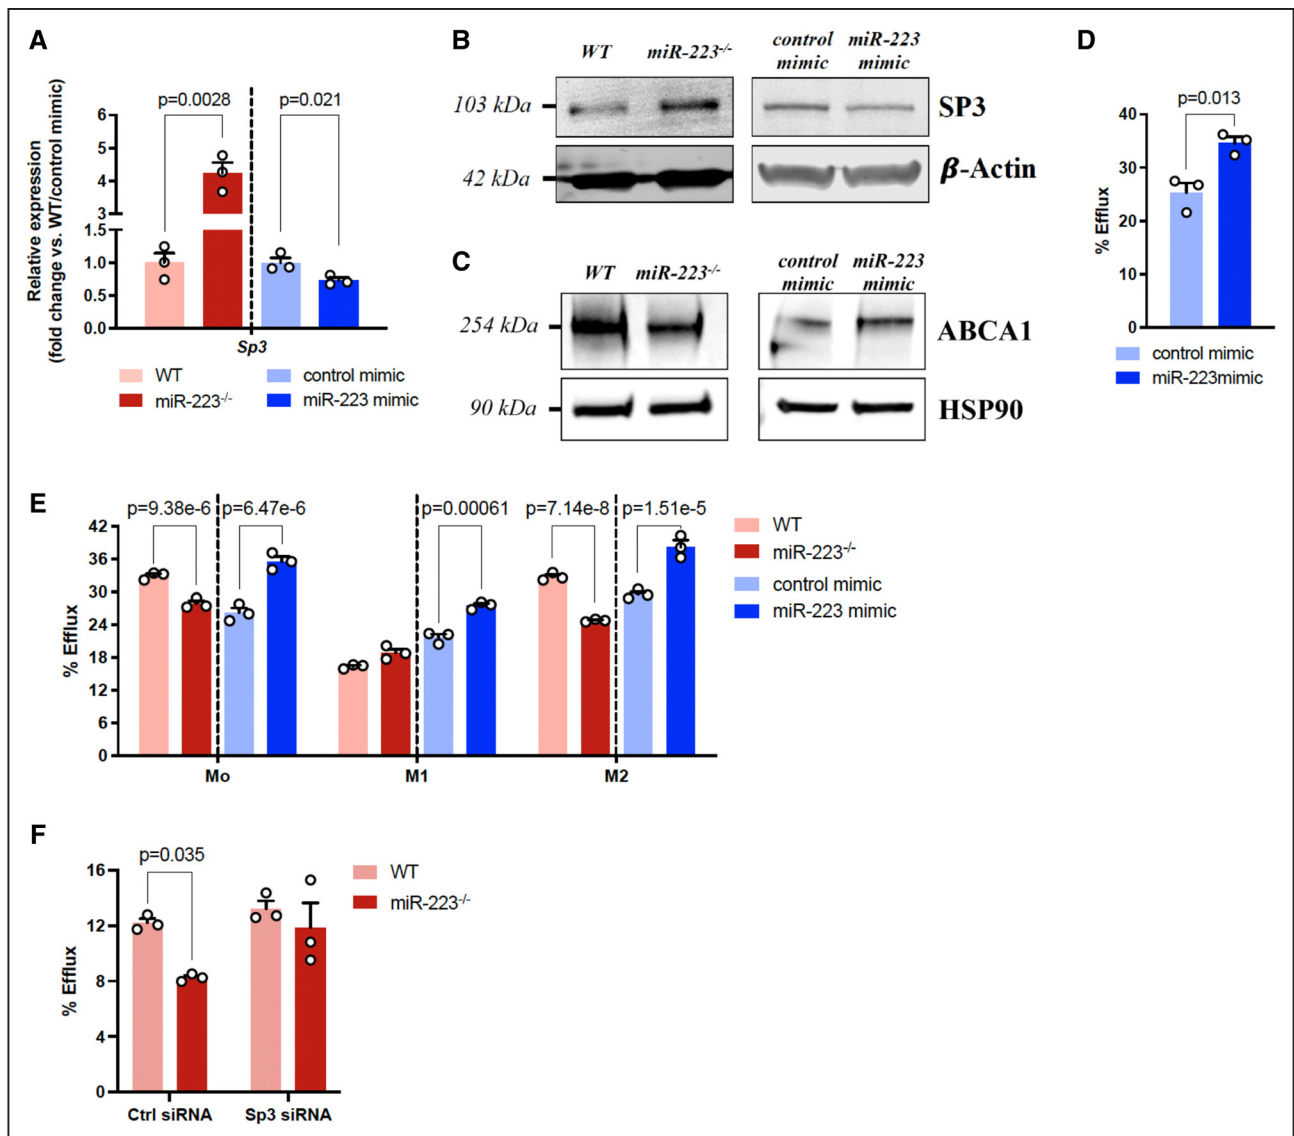 A
Relative expression
(fold change vs. WT/control mimic)
p=0.0028
p=0.021
6
5
4
3
1.5
1.0
0.5
0.0
Sp3
WT
control mimic
miR-223-/-
miR-223 mimic
B
WT
miR-223-/-
control
mimic
miR-223
mimic
103 kDa
SP3
42 kDa
β-Actin
C
WT
miR-223-/-
control
mimic
miR-223
mimic
254 kDa
ABCA1
90 kDa
HSP90
D
p=0.013
% Efflux
40
30
20
10
0
control mimic
miR-223mimic
E
p=9.38e-6
p=6.47e-6
p=0.00061
p=7.14e-8
p=1.51e-5
% Efflux
42
36
30
24
18
12
6
0
Mo
M1
M2
WT
miR-223-/-
control mimic
miR-223 mimic
F
p=0.035
% Efflux
16
12
8
4
0
Ctrl siRNA
Sp3 siRNA
WT
miR-223-/-